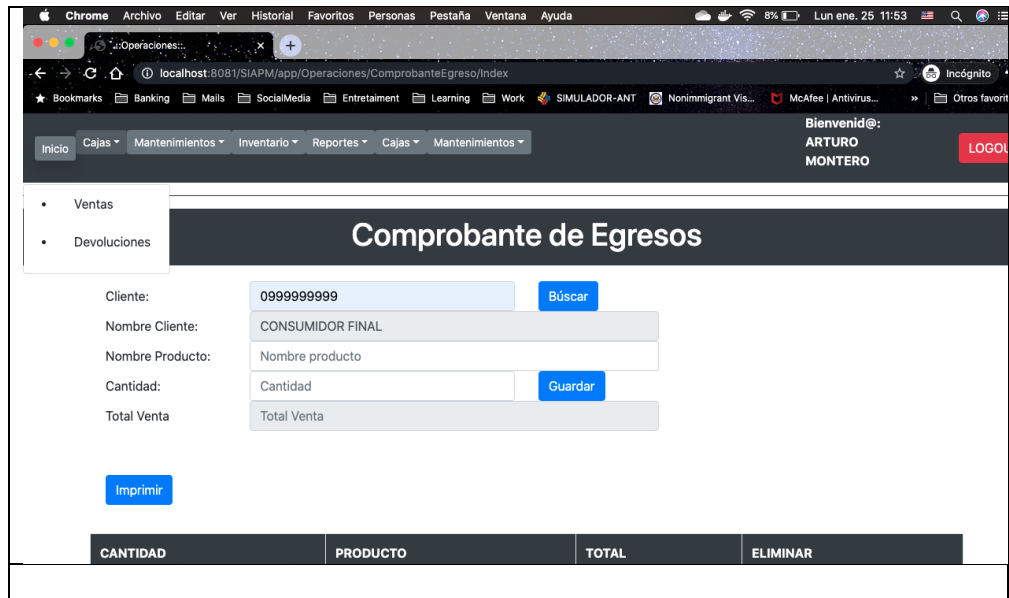 Chrome Archivo Editar Ver Historial Favoritos Personas Pestaña Ventana Ayuda 8% Lun ene. 25 11:53
.::Operaciones::.
localhost:8081/SIAPM/app/Operaciones/ComprobanteEgreso/Index Incógnito
Bookmarks Banking Mails SocialMedia Entretaiment Learning Work SIMULADOR-ANT Nonimmigrant Vis... McAfee | Antivirus... » Otros favorit
Inicio Cajas Mantenimientos Inventario Reportes Cajas Mantenimientos
Bienvenid@:
ARTURO
MONTERO
LOGOU
Ventas
Devoluciones
Comprobante de Egresos
Cliente: 0999999999 Búscar
Nombre Cliente: CONSUMIDOR FINAL
Nombre Producto: Nombre producto
Cantidad: Cantidad Guardar
Total Venta Total Venta
Imprimir
CANTIDAD PRODUCTO TOTAL ELIMINAR